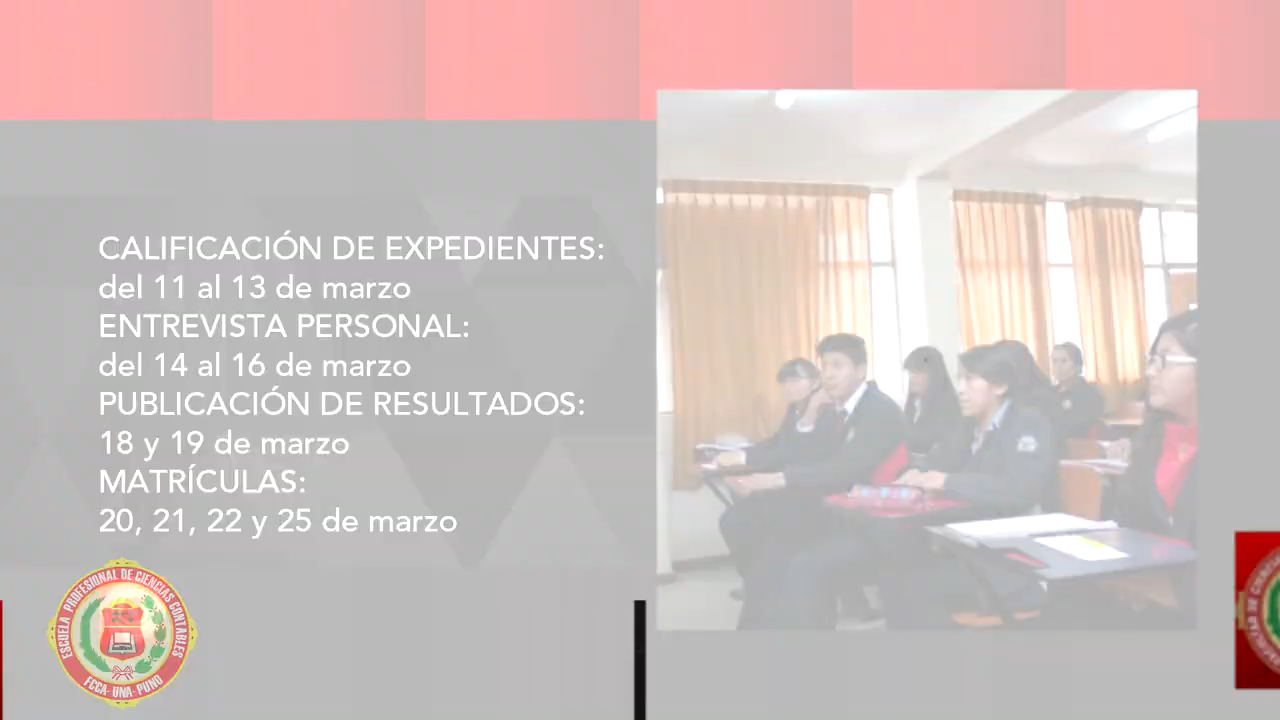 CALIFICACIÓN DE EXPEDIENTES:
del 11 al 13 de marzo
ENTREVISTA PERSONAL:
del 14 al 16 de marzo
PUBLICACIÓN DE RESULTADOS:
18 y 19 de marzo
MATRÍCULAS:
20, 21, 22 y 25 de marzo
ESCUELA PROFESIONAL DE CIENCIAS CONTABLES
FCCA - UNA - PUNO